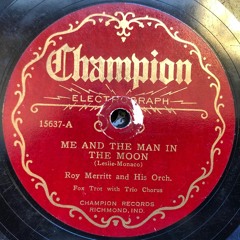 Champion
ELECTROGRAPH
15637-A
ME AND THE MAN IN
THE MOON
(Leslie-Monaco)
Roy Merritt and His Orch.
Fox Trot with Trio Chorus
CHAMPION RECORDS
RICHMOND, IND.